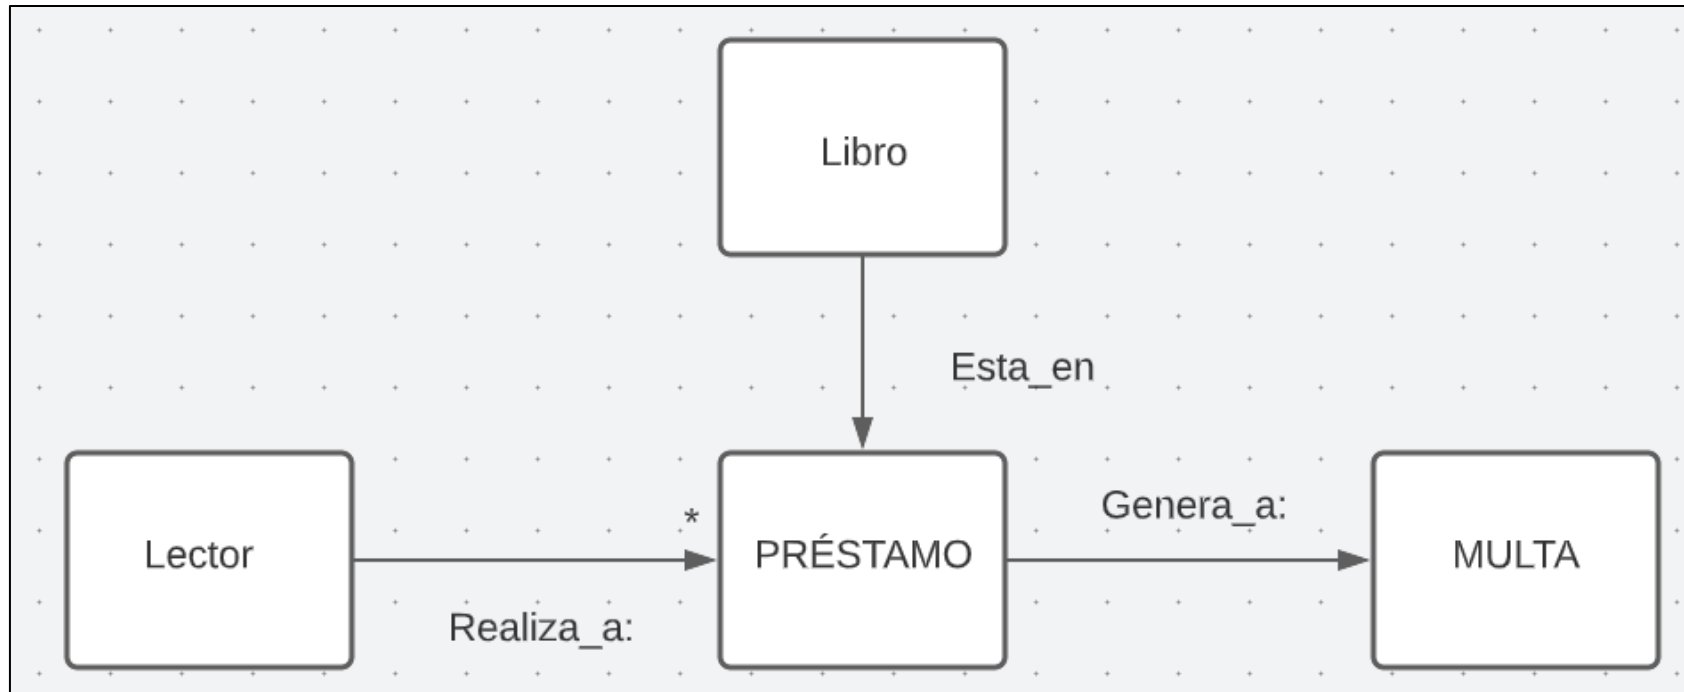 Libro
Esta_en
*
Genera_a:
Lector
PRÉSTAMO
MULTA
Realiza_a: